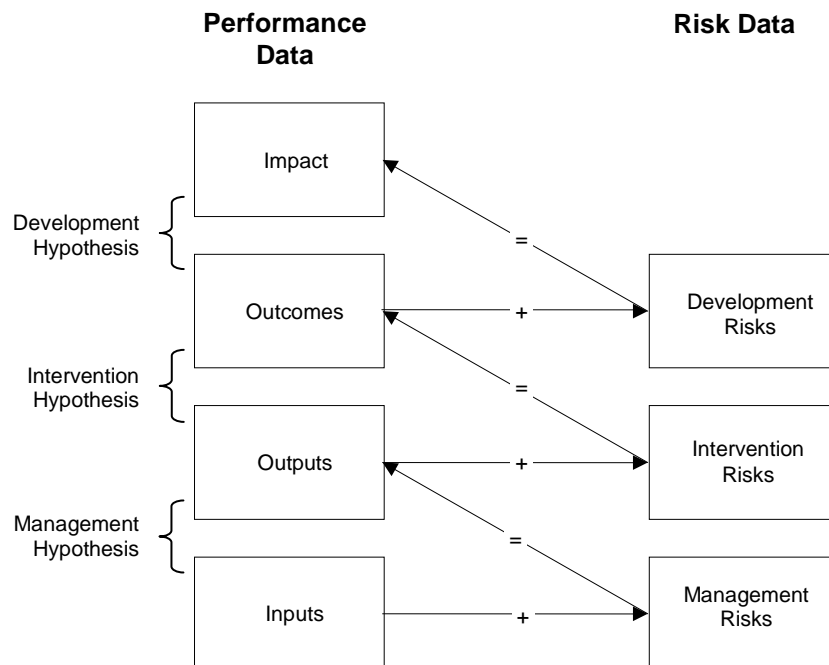 Performance
Data
Risk Data
Impact
Development
Hypothesis
=
Outcomes
+
Development
Risks
Intervention
Hypothesis
=
Outputs
+
Intervention
Risks
Management
Hypothesis
=
Inputs
+
Management
Risks